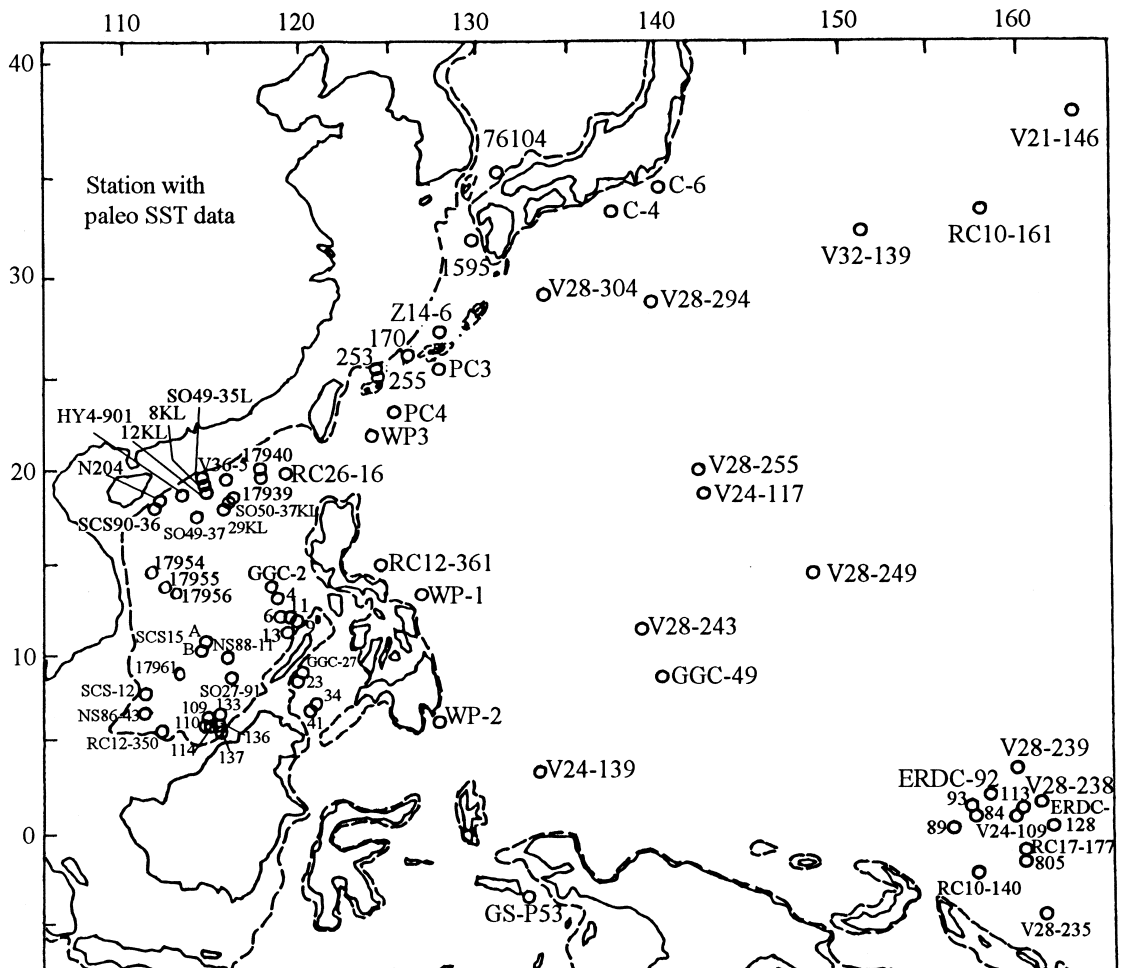 110 120 130 140 150 160
40
V21-146
76104
Station with
paleo SST data
C-6
C-4
RC10-161
V32-139
1595
30
V28-304
V28-294
Z14-6
170
253
255
PC3
SO49-35L
8KL
HY4-901
12KL
PC4
WP3
N204
V36-5
17940
RC26-16
20
V28-255
V24-117
17939
SO50-37KL
SCS90-36
SO49-37
29KL
17954
17955
17956
GGC-2
4
RC12-361
WP-1
V28-249
11
6
9
13
V28-243
SCS15
A
B
NS88-11
10
17961
GGC-27
23
GGC-49
SCS-12
SO27-91
34
NS86-43
109
133
110
41
WP-2
RC12-350
114
136
137
V24-139
V28-239
ERDC-92
113
V28-238
93
84
ERDC-
128
89
V24-109
0
RC17-177
805
RC10-140
GS-P53
V28-235